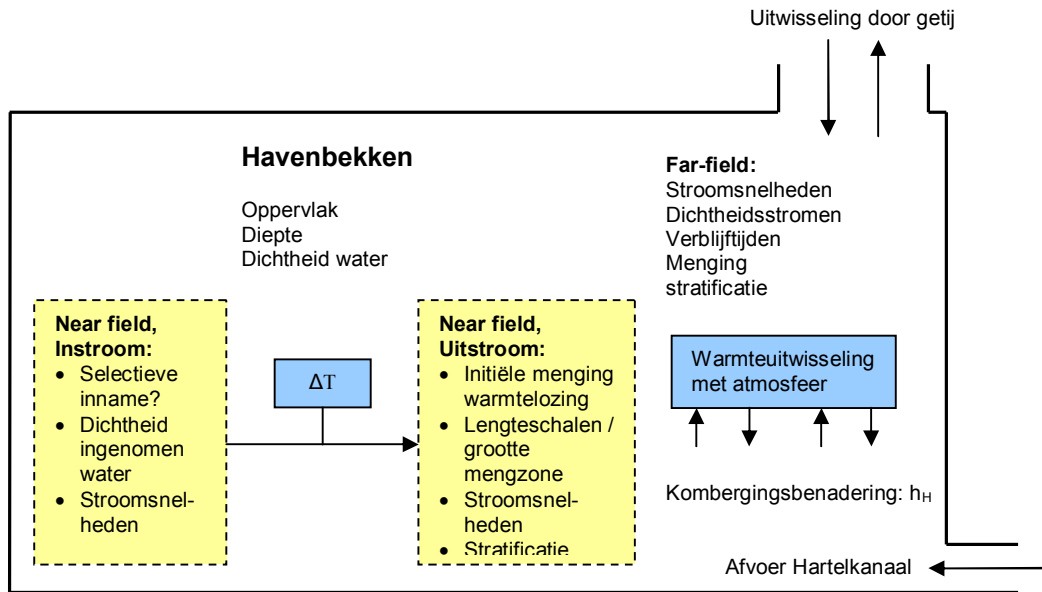 Uitwisseling door getij
Havenbekken
Oppervlak
Diepte
Dichtheid water
Far-field:
Stroomsnelheden
Dichtheidsstromen
Verblijftijden
Menging
stratificatie
Near field,
Instroom:
• Selectieve
inname?
• Dichtheid
ingenomen
water
• Stroomsnel-
heden
ΔT
Near field,
Uitstroom:
• Initiële menging
warmtelozing
• Lengteschalen /
grootte
mengzone
• Stroomsnel-
heden
• Stratificatie
Warmteuitwisseling
met atmosfeer
Kombergingsbenadering: hH
Afvoer Hartelkanaal